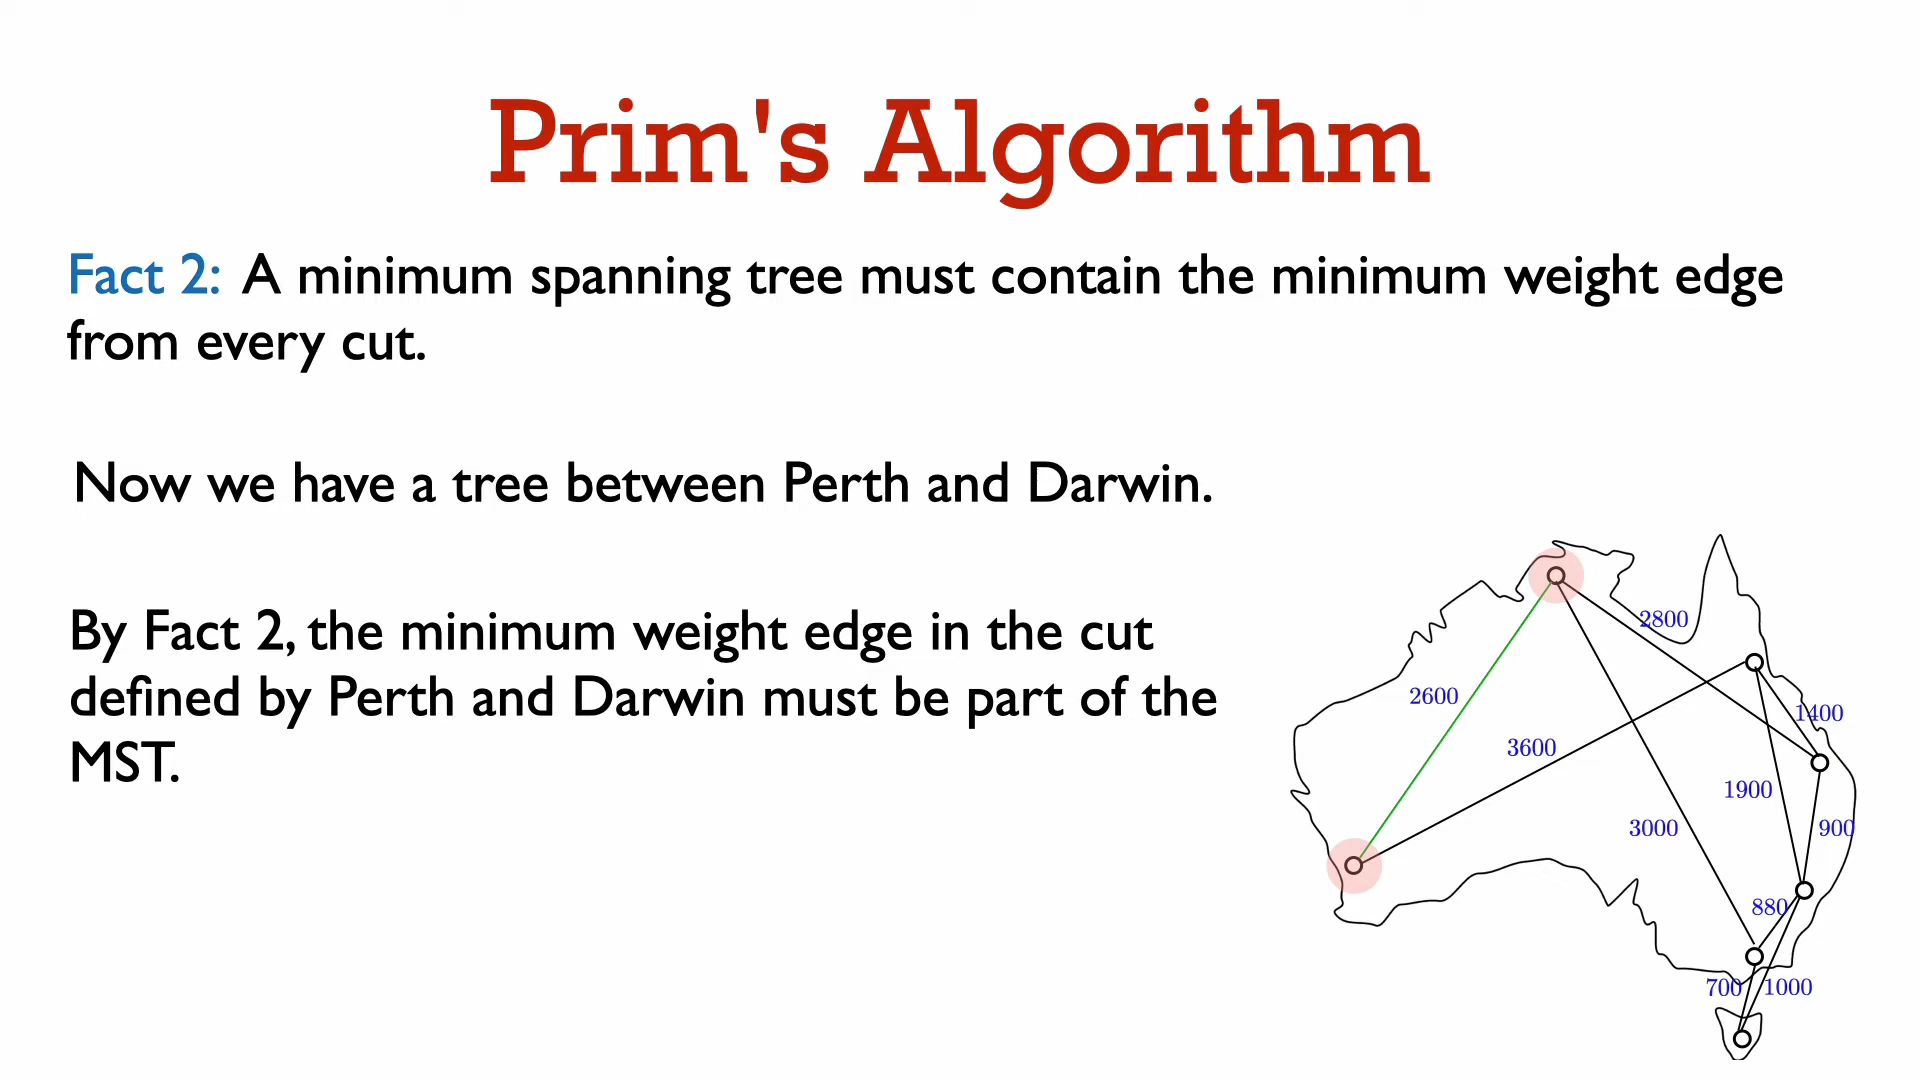 Prim's Algorithm
Fact 2: A minimum spanning tree must contain the minimum weight edge
from every cut.
Now we have a tree between Perth and Darwin.
By Fact 2, the minimum weight edge in the cut
defined by Perth and Darwin must be part of the
MST.
2800
2600
1400
3600
1900
3000
900
880
700
1000